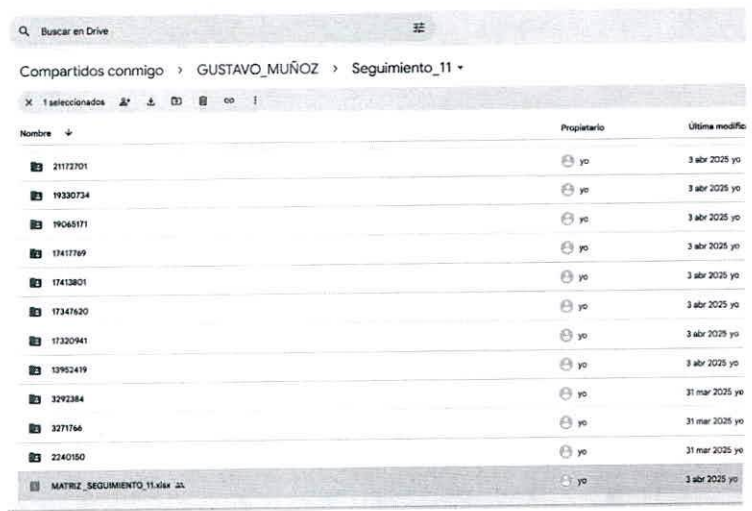 Buscar en Drive
Compartidos conmigo > GUSTAVO_MUÑOZ > Seguimiento_11
1 seleccionados
Nombre Propietario Última modific
21172701 yo 3 abr 2025 yo
19330734 yo 3 abr 2025 yo
19065171 yo 3 abr 2025 yo
17417769 yo 3 abr 2025 yo
17413801 yo 3 abr 2025 yo
17347620 yo 3 abr 2025 yo
17320941 yo 3 abr 2025 yo
13952419 yo 3 abr 2025 yo
3292384 yo 31 mar 2025 yo
3271766 yo 31 mar 2025 yo
2240150 yo 31 mar 2025 yo
MATRIZ_SEGUIMIENTO_11.xlsx yo 3 abr 2025 yo